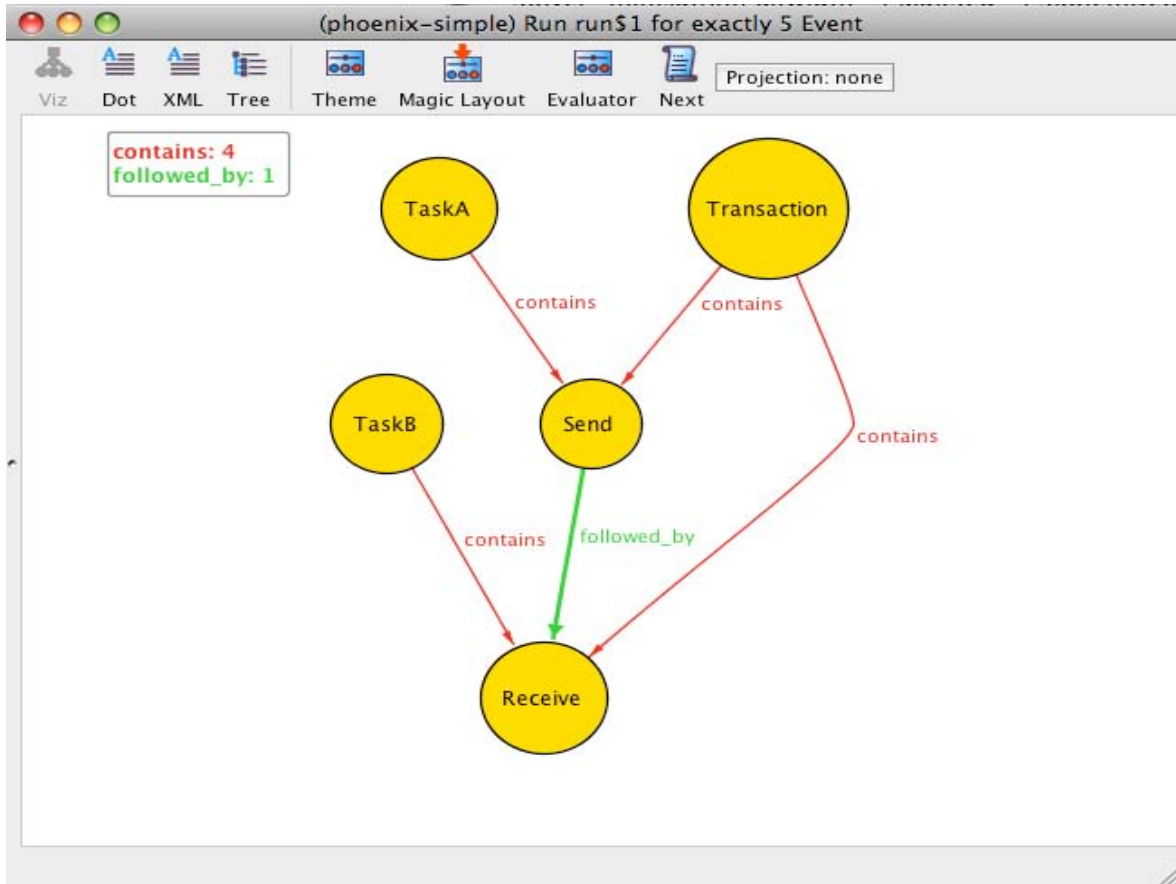 (phoenix-simple) Run run$1 for exactly 5 Event
Viz Dot XML Tree Theme Magic Layout Evaluator Next Projection: none
contains: 4
followed_by: 1
TaskA
Transaction
contains
contains
TaskB
Send
contains
contains
followed_by
Receive